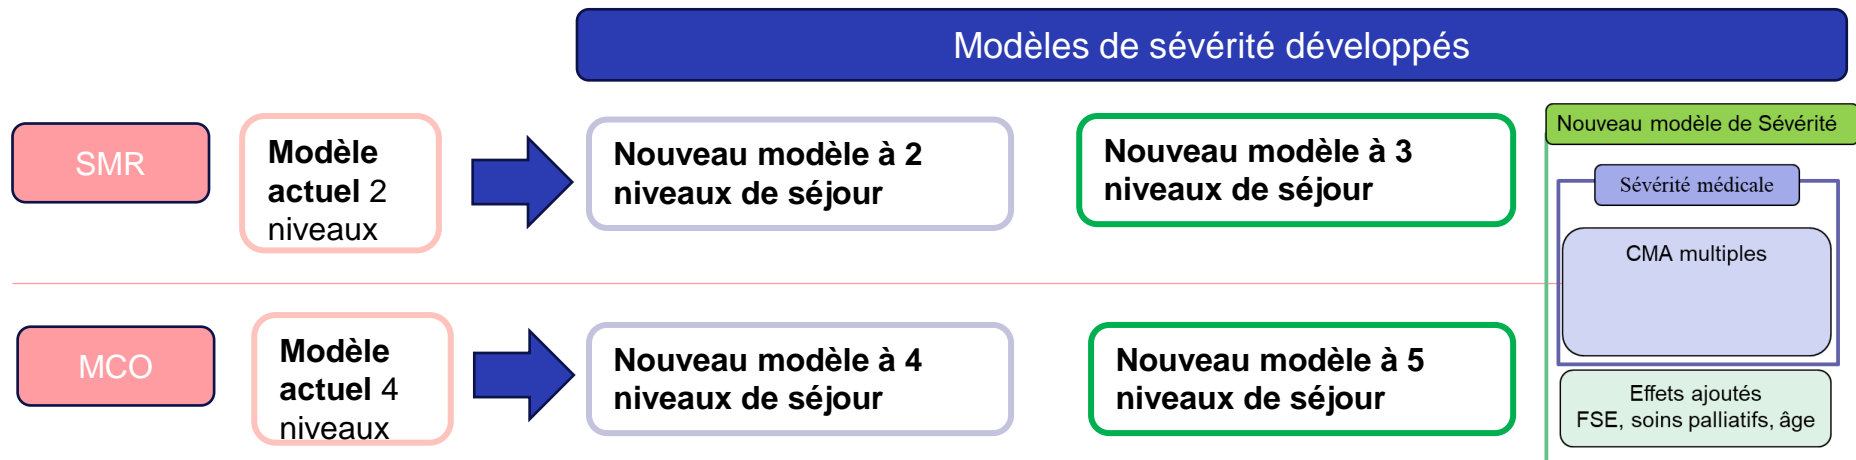 Modèles de sévérité développés
SMR
Modèle
actuel 2
niveaux
Nouveau modèle à 2
niveaux de séjour
Nouveau modèle à 3
niveaux de séjour
Nouveau modèle de Sévérité
Sévérité médicale
CMA multiples
MCO
Modèle
actuel 4
niveaux
Nouveau modèle à 4
niveaux de séjour
Nouveau modèle à 5
niveaux de séjour
Effets ajoutés
FSE, soins palliatifs, âge